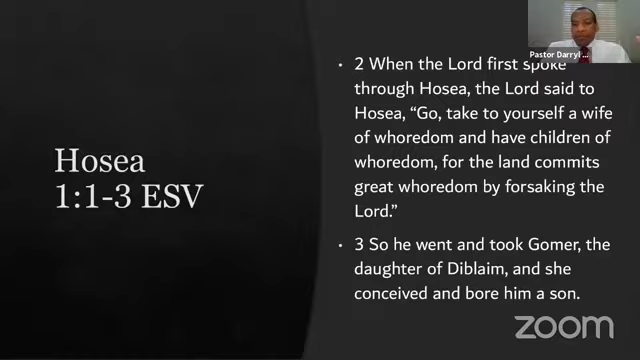 Pastor Darryl ...
Hosea
1:1-3 ESV
• 2 When the Lord first spoke
through Hosea, the Lord said to
Hosea, “Go, take to yourself a wife
of whoredom and have children of
whoredom, for the land commits
great whoredom by forsaking the
Lord.”
• 3 So he went and took Gomer, the
daughter of Diblaim, and she
conceived and bore him a son.
zoom